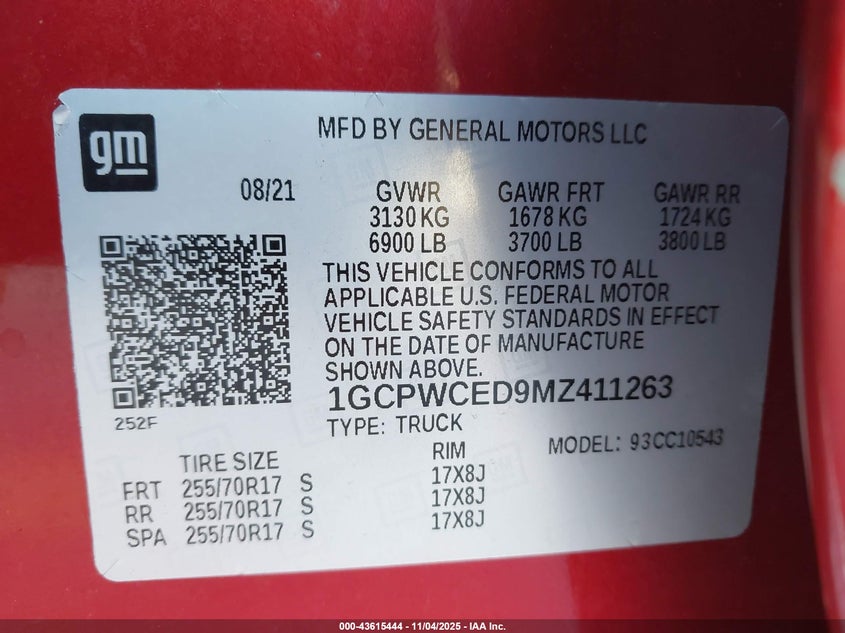 gm
MFD BY GENERAL MOTORS LLC
08/21
GVWR GAWR FRT GAWR RR
3130 KG 1678 KG 1724 KG
6900 LB 3700 LB 3800 LB
THIS VEHICLE CONFORMS TO ALL
APPLICABLE U.S. FEDERAL MOTOR
VEHICLE SAFETY STANDARDS IN EFFECT
ON THE DATE OF MANUFACTURE
SHOWN ABOVE.
1GCPWCED9MZ411263
252F
TYPE: TRUCK
MODEL: 93CC10543
TIRE SIZE RIM
FRT 255/70R17 S 17X8J
RR 255/70R17 S 17X8J
SPA 255/70R17 S 17X8J
000-43615444 - 11/04/2025 - IAA Inc.